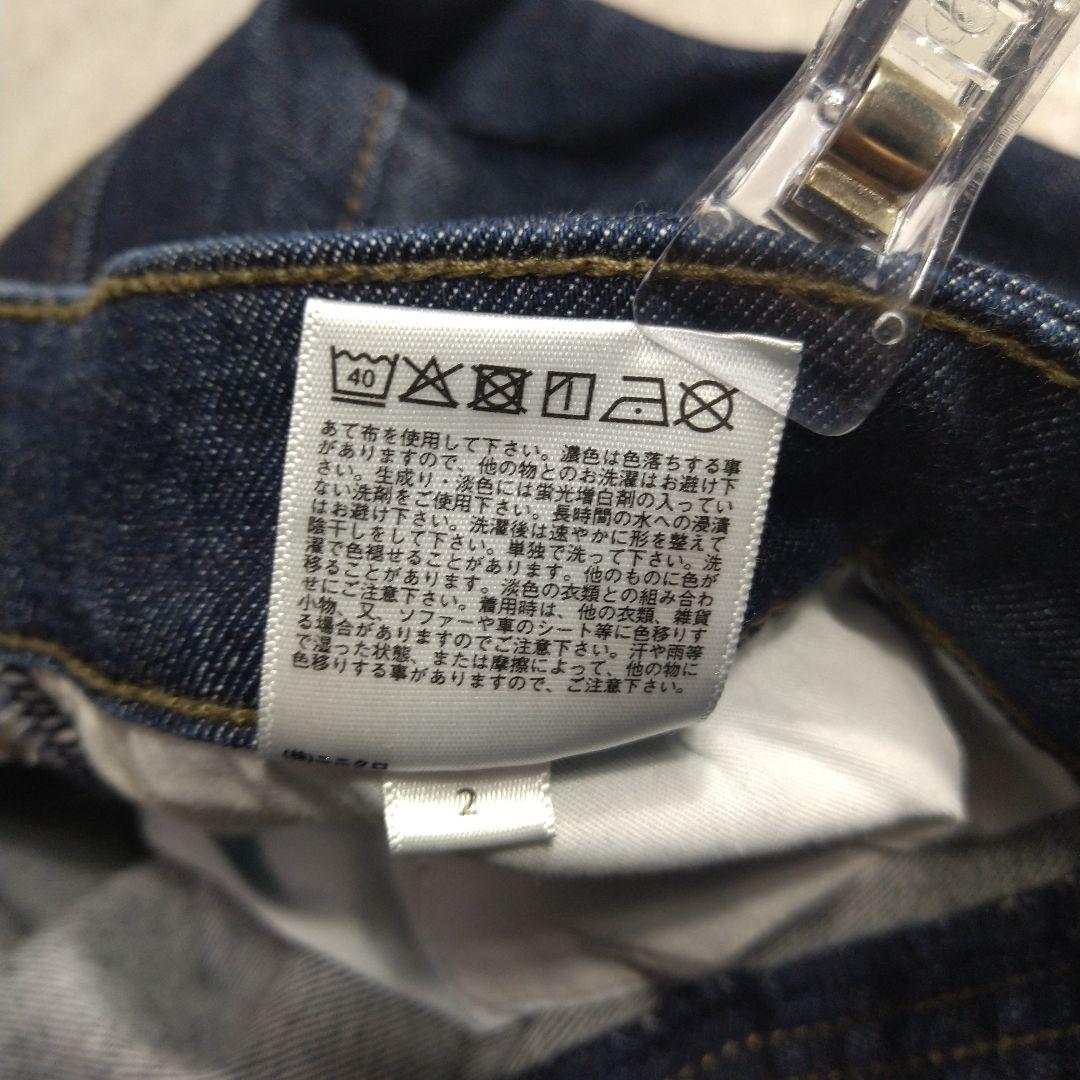 40
あて布を使用して下さい。濃色は色落ちする事
がありますので、他の物とのお洗濯はお避け下
さい。生成り・淡色には蛍光増白剤の入ってい
ない洗剤をご使用下さい。長時間の水への浸漬
はお避け下さい。洗濯後は速やかに形を整えて
陰干しをして下さい。単独で洗って下さい。洗
濯で色褪せることがあります。他のものに色が
移ることがあります。淡色の衣類との組み合わ
せにご注意下さい。着用時は、他の衣類、雑貨
小物、又、ソファーや車のシート等に色移りす
る場合がありますのでご注意下さい。汗や雨等
で湿った状態、または摩擦によって、他の物に
色移りする事がありますので、ご注意下さい。
2